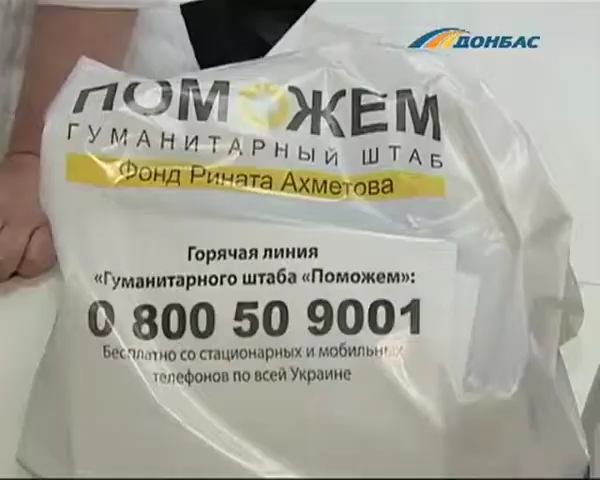 ДОНБАС
ПОМОЖЕМ
ГУМАНИТАРНЫЙ ШТАБ
Фонд Рината Ахметова
Горячая линия
«Гуманитарного штаба «Поможем»:
0 800 50 9001
Бесплатно со стационарных и мобильных
телефонов по всей Украине